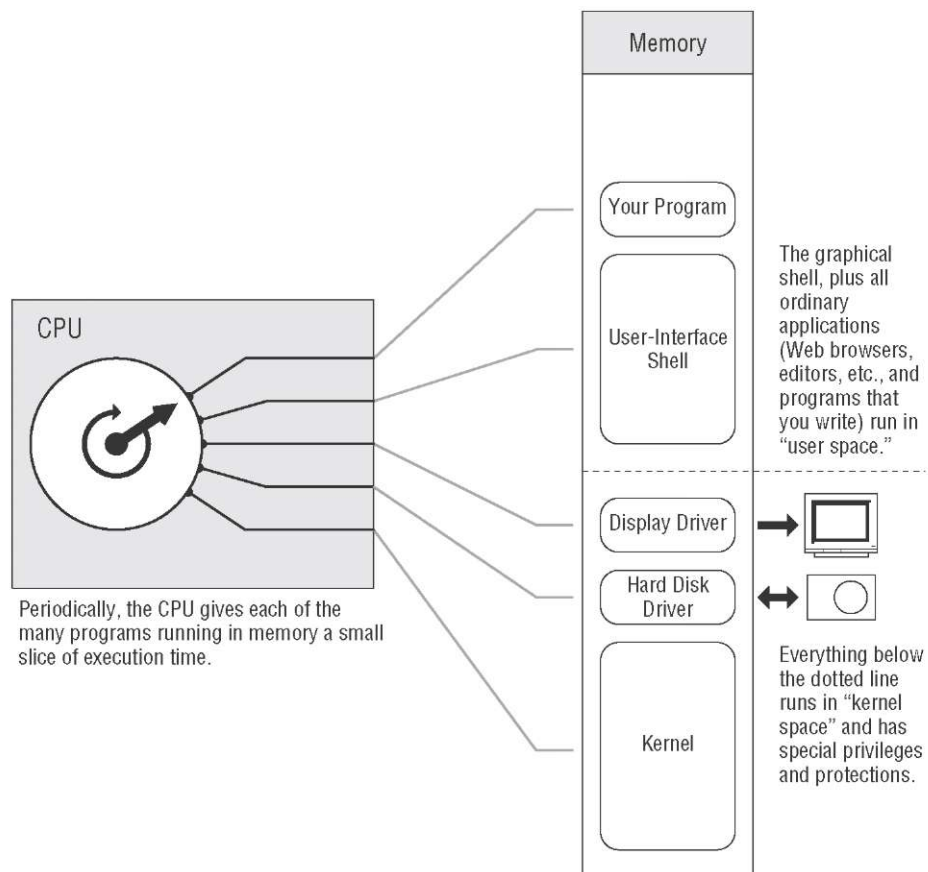 Memory
Your Program
User-Interface
Shell
The graphical
shell, plus all
ordinary
applications
(Web browsers,
editors, etc., and
programs that
you write) run in
“user space.”
CPU
Periodically, the CPU gives each of the
many programs running in memory a small
slice of execution time.
Display Driver
Hard Disk
Driver
Kernel
Everything below
the dotted line
runs in “kernel
space” and has
special privileges
and protections.